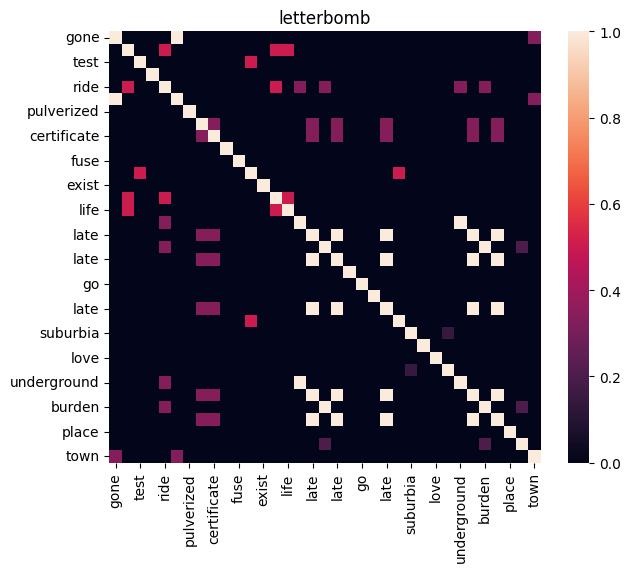 letterbomb
gone
test
ride
pulverized
certificate
fuse
exist
life
late
late
go
late
suburbia
love
underground
burden
place
town
1.0
0.8
0.6
0.4
0.2
0.0
gone
test
ride
pulverized
certificate
fuse
exist
life
late
late
go
late
suburbia
love
underground
burden
place
town